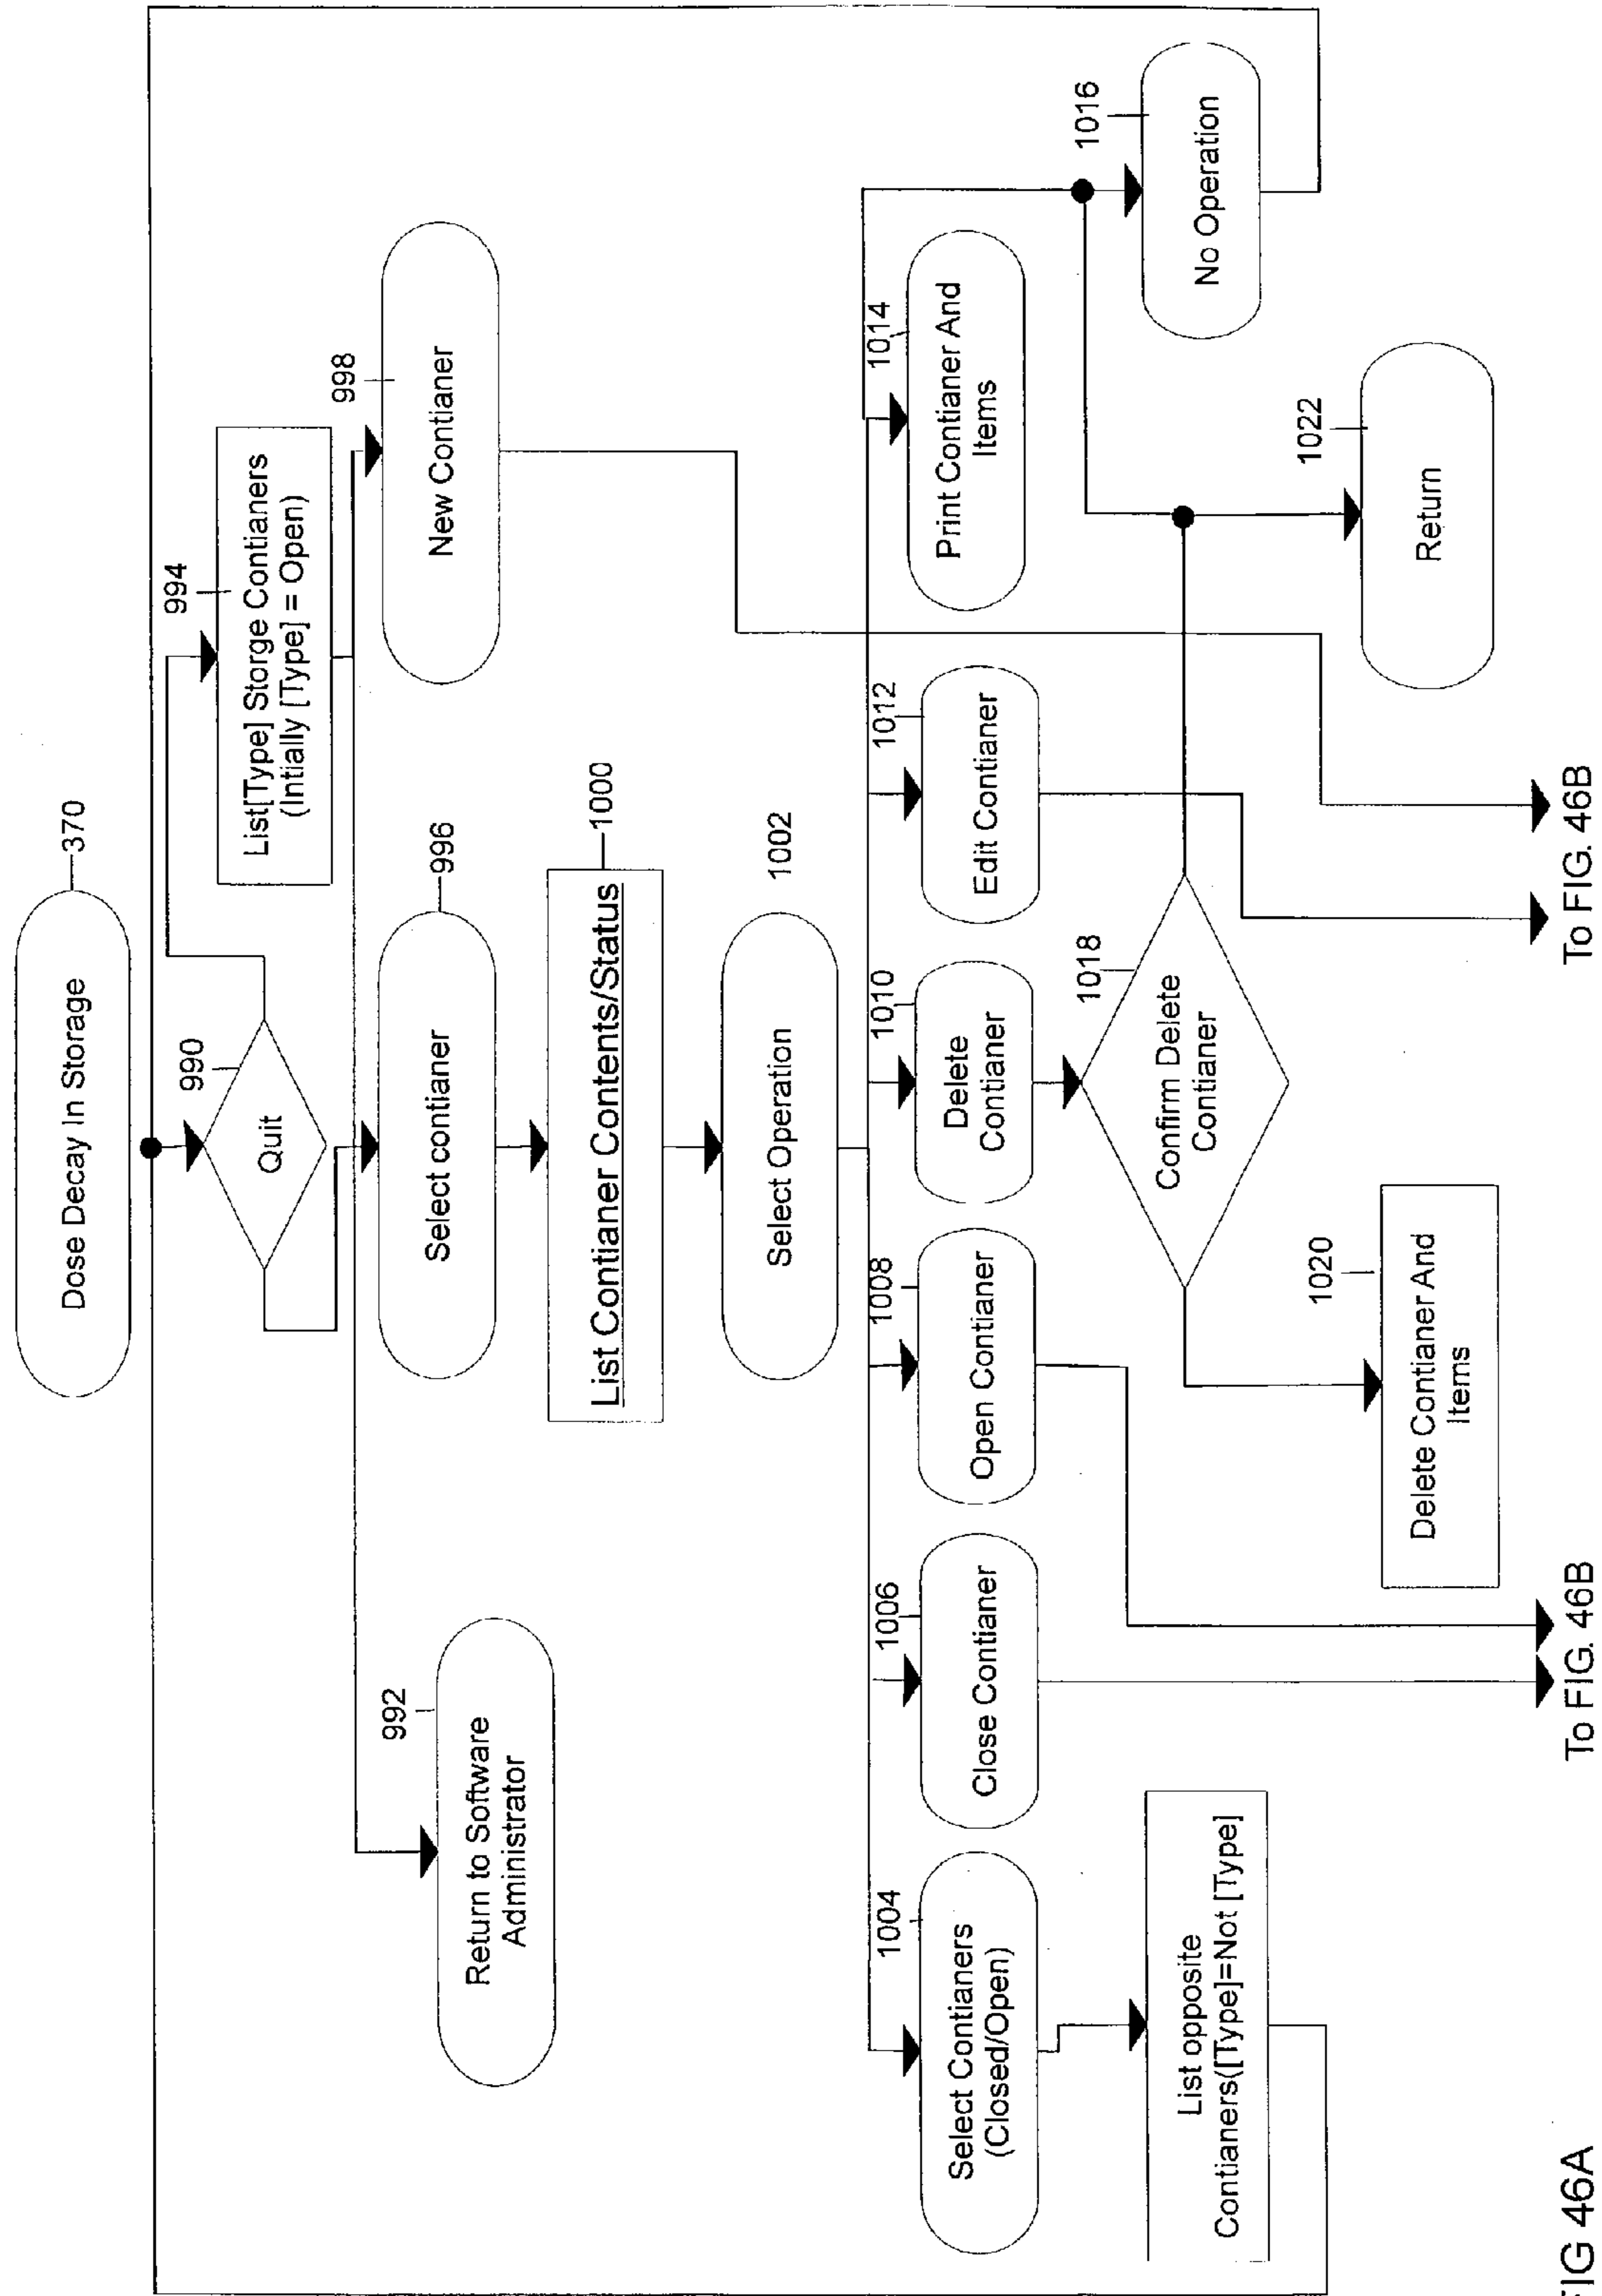 Dose Decay In Storage
370
990
Quit
994
List[Type] Storge Contianers
(Intially [Type] = Open)
992
Return to Software
Administrator
Select contianer
996
998
New Contianer
List Contianer Contents/Status
1000
Select Operation
1002
1004
Select Contianers
(Closed/Open)
1006
Close Contianer
1008
Open Contianer
1010
Delete
Contianer
1012
Edit Contianer
1014
Print Contianer And
Items
1016
No Operation
List opposite
Contianers([Type]=Not [Type]
1018
Confirm Delete
Contianer
1020
Delete Contianer And
Items
1022
Return
To FIG. 46B
To FIG. 46B
FIG 46A